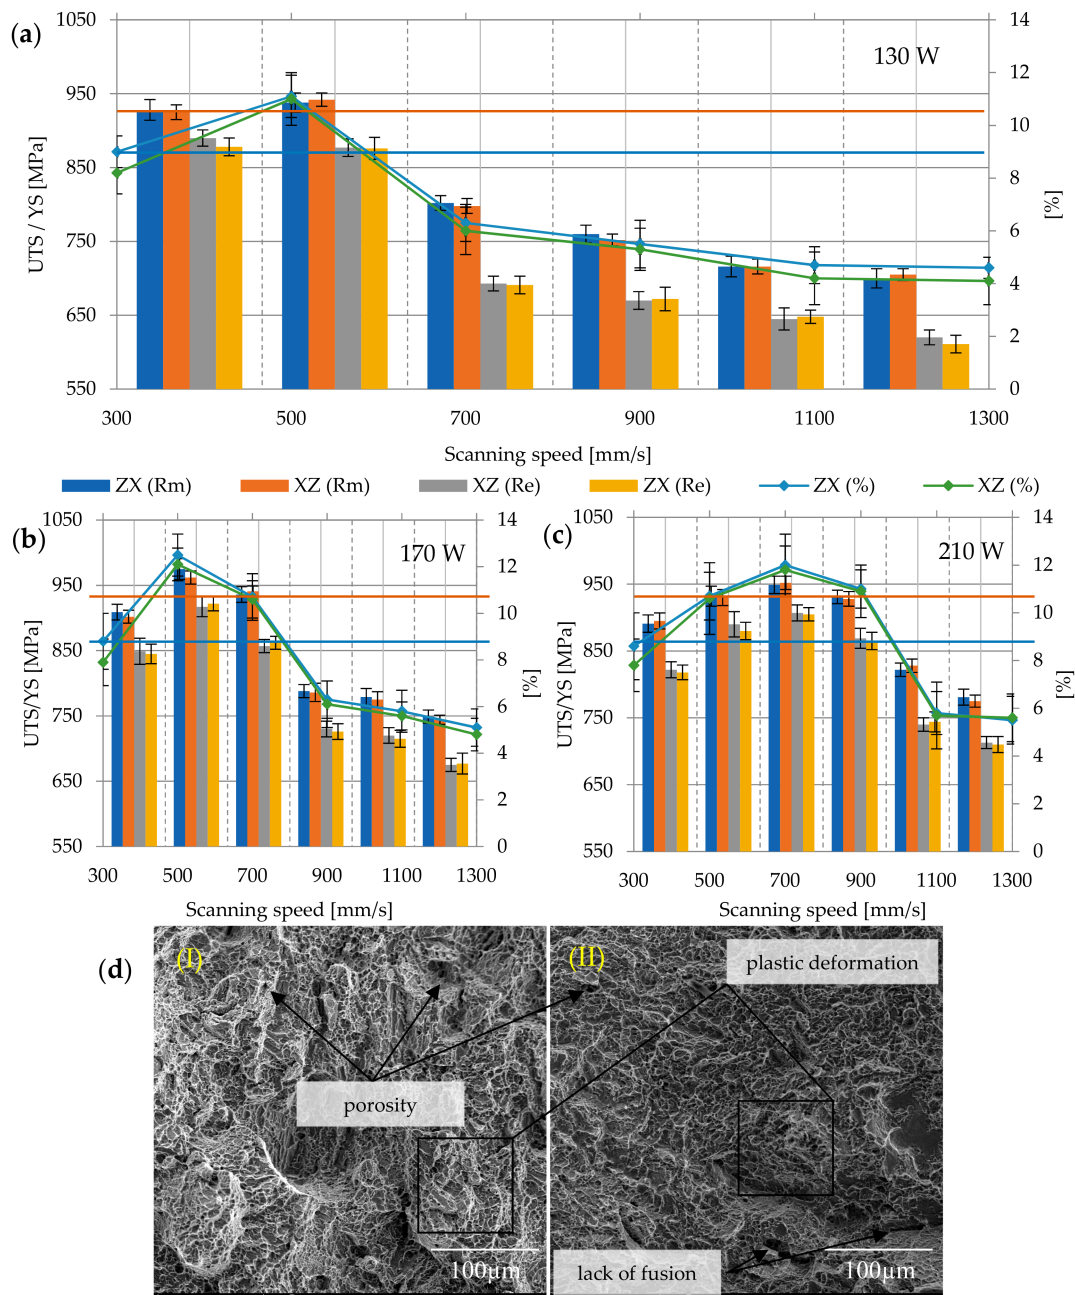 (a)
130 W
UTS / YS [MPa]
1050
950
850
750
650
550
14
12
10
8
6
4
2
0
[%]
300 500 700 900 1100 1300
Scanning speed [mm/s]
ZX (Rm) XZ (Rm) XZ (Re) ZX (Re) ZX (%) XZ (%)
(b)
170 W
UTS/YS [MPa]
1050
950
850
750
650
550
14
12
10
8
6
4
2
0
[%]
300 500 700 900 1100 1300
Scanning speed [mm/s]
(c)
210 W
UTS/YS [MPa]
1050
950
850
750
650
550
14
12
10
8
6
4
2
0
[%]
300 500 700 900 1100 1300
Scanning speed [mm/s]
(d)
(I)
(II)
plastic deformation
porosity
lack of fusion
100μm
100μm